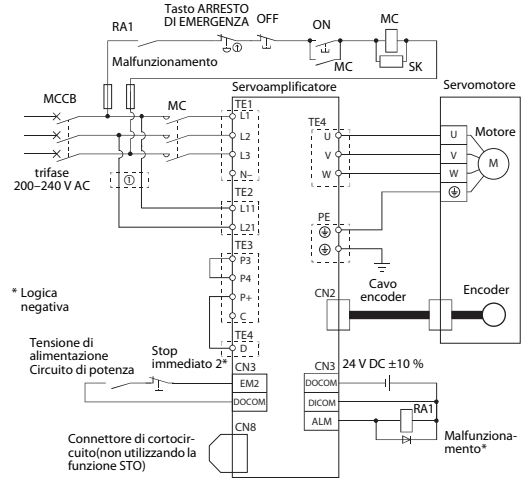 Tasto ARRESTO
DI EMERGENZA
OFF
ON
MC
RA1
①
Malfunzionamento
MC
SK
MCCB
MC
Servoamplificatore
Servomotore
TE1
L1
L2
L3
N–
TE4
U
V
W
U
V
W
Motore
M
trifase
200–240 V AC
①
TE2
L11
L21
PE
TE3
P3
P4
P+
C
* Logica
negativa
CN2
Cavo
encoder
Encoder
TE4
D
Tensione di
alimentazione
Circuito di potenza
Stop
immediato 2*
CN3
EM2
DOCOM
CN3
DOCOM
DICOM
ALM
24 V DC ±10 %
RA1
Malfunziona-
mento*
CN8
Connettore di cortocir-
cuito(non utilizzando la
funzione STO)